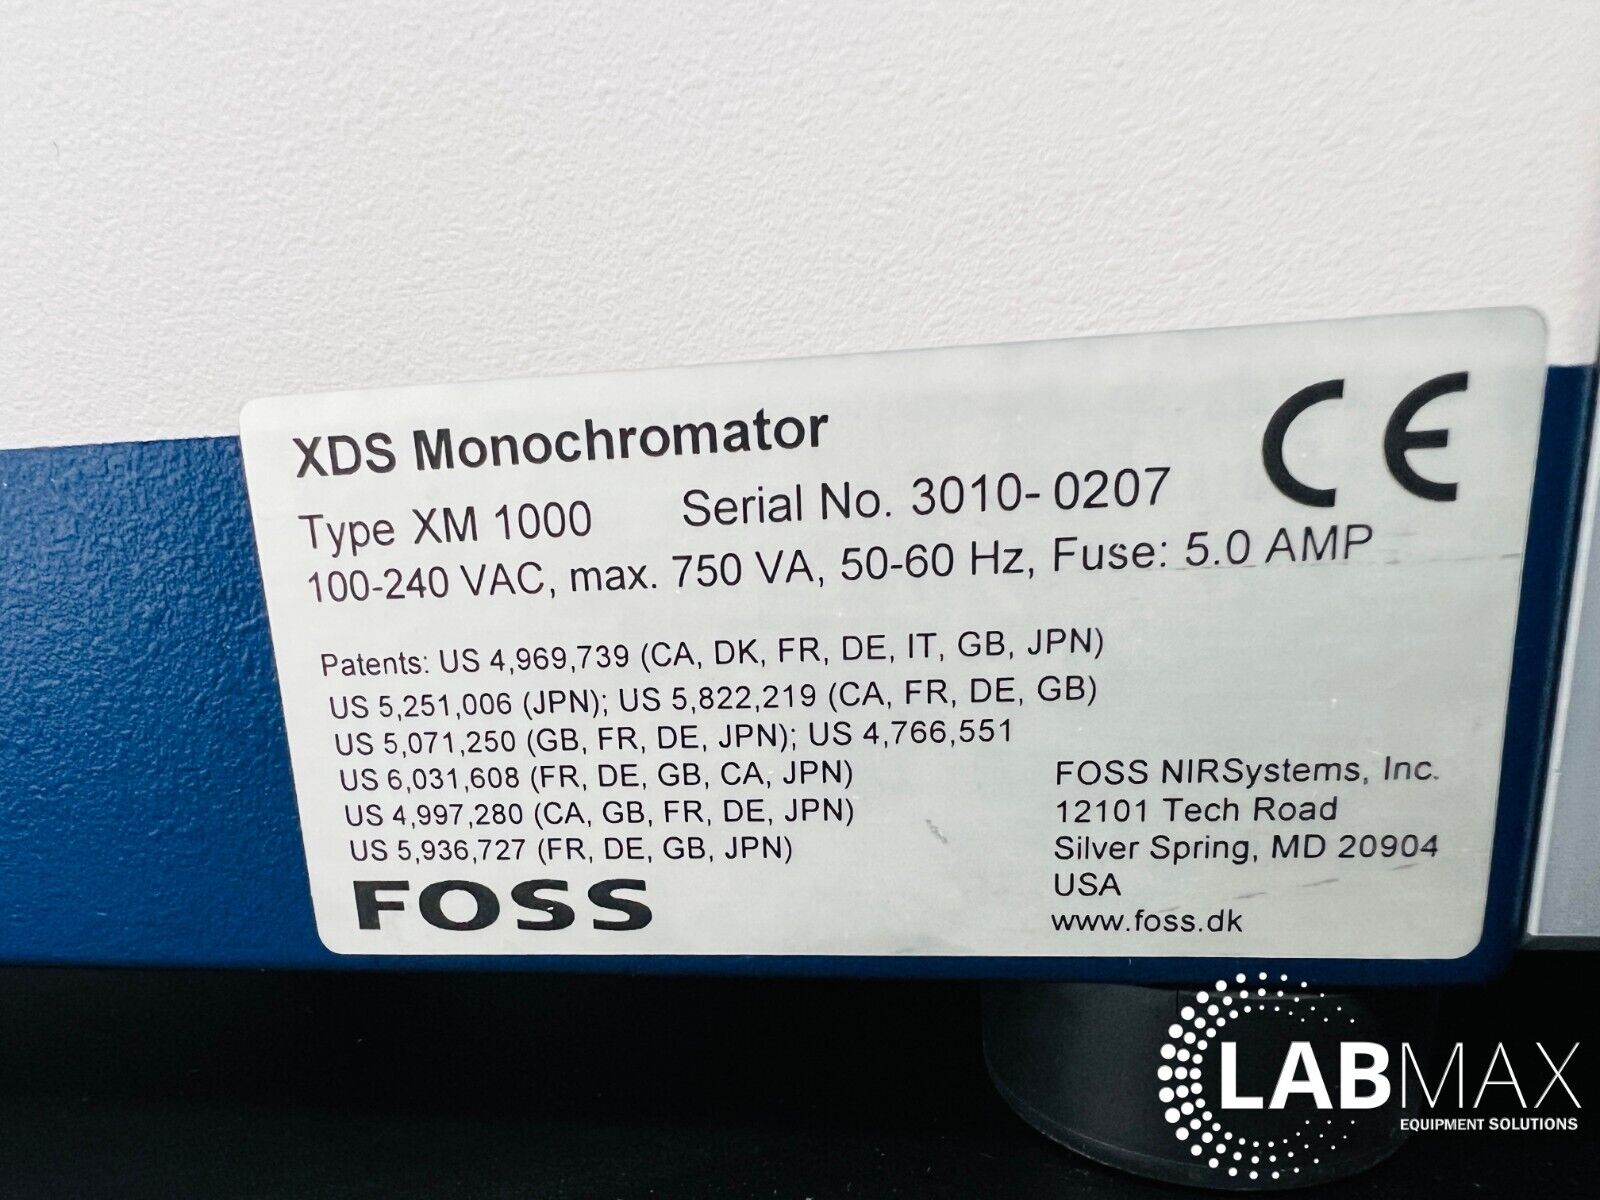 XDS Monochromator
CE
Type XM 1000 Serial No. 3010-0207
100-240 VAC, max. 750 VA, 50-60 Hz, Fuse: 5.0 AMP
Patents: US 4,969,739 (CA, DK, FR, DE, IT, GB, JPN)
US 5,251,006 (JPN); US 5,822,219 (CA, FR, DE, GB)
US 5,071,250 (GB, FR, DE, JPN); US 4,766,551
US 6,031,608 (FR, DE, GB, CA, JPN)
US 4,997,280 (CA, GB, FR, DE, JPN)
US 5,936,727 (FR, DE, GB, JPN)
FOSS
FOSS NIRSystems, Inc.
12101 Tech Road
Silver Spring, MD 20904
USA
www.foss.dk
LABMAX
EQUIPMENT SOLUTIONS